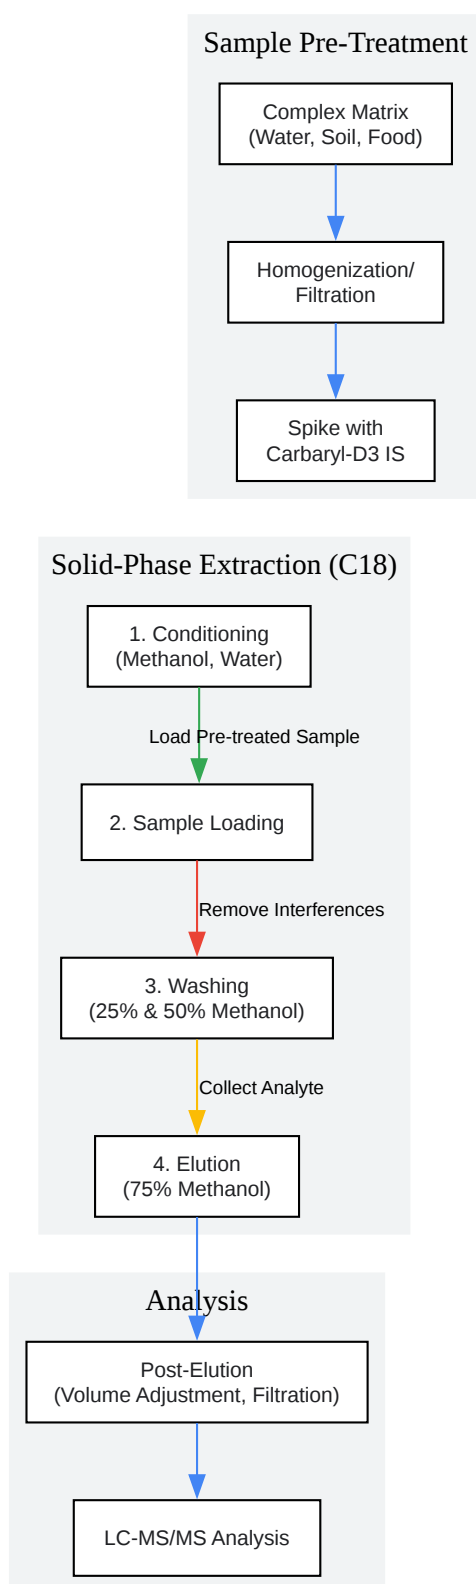 Sample Pre-Treatment
Complex Matrix
(Water, Soil, Food)
Homogenization/
Filtration
Spike with
Carbaryl-D3 IS
Solid-Phase Extraction (C18)
1. Conditioning
(Methanol, Water)
Load Pre-treated Sample
2. Sample Loading
Remove Interferences
3. Washing
(25% & 50% Methanol)
Collect Analyte
4. Elution
(75% Methanol)
Analysis
Post-Elution
(Volume Adjustment, Filtration)
LC-MS/MS Analysis